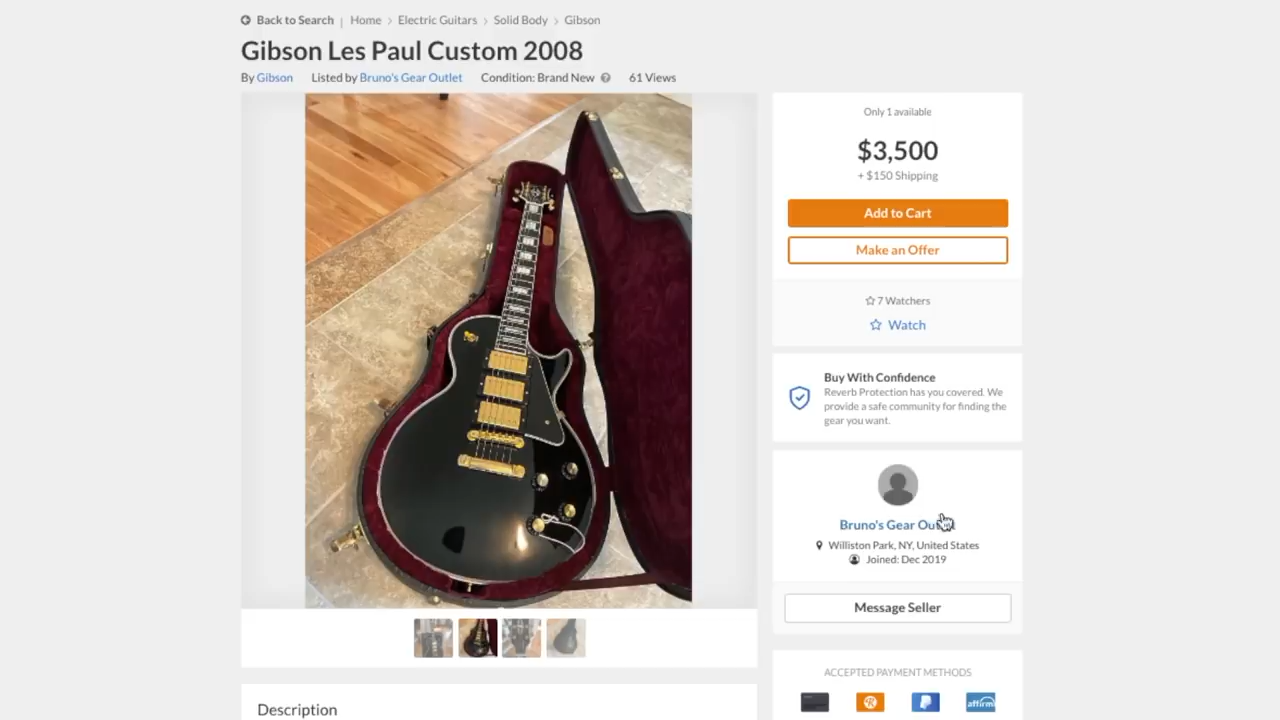 Back to Search | Home > Electric Guitars > Solid Body > Gibson
Gibson Les Paul Custom 2008
By Gibson Listed by Bruno's Gear Outlet Condition: Brand New ? 61 Views
Only 1 available
$3,500
+ $150 Shipping
Add to Cart
Make an Offer
7 Watchers
Watch
Buy With Confidence
Reverb Protection has you covered. We
provide a safe community for finding the
gear you want.
Bruno's Gear Outlet
Williston Park, NY, United States
Joined: Dec 2019
Message Seller
ACCEPTED PAYMENT METHODS
affirm
Description